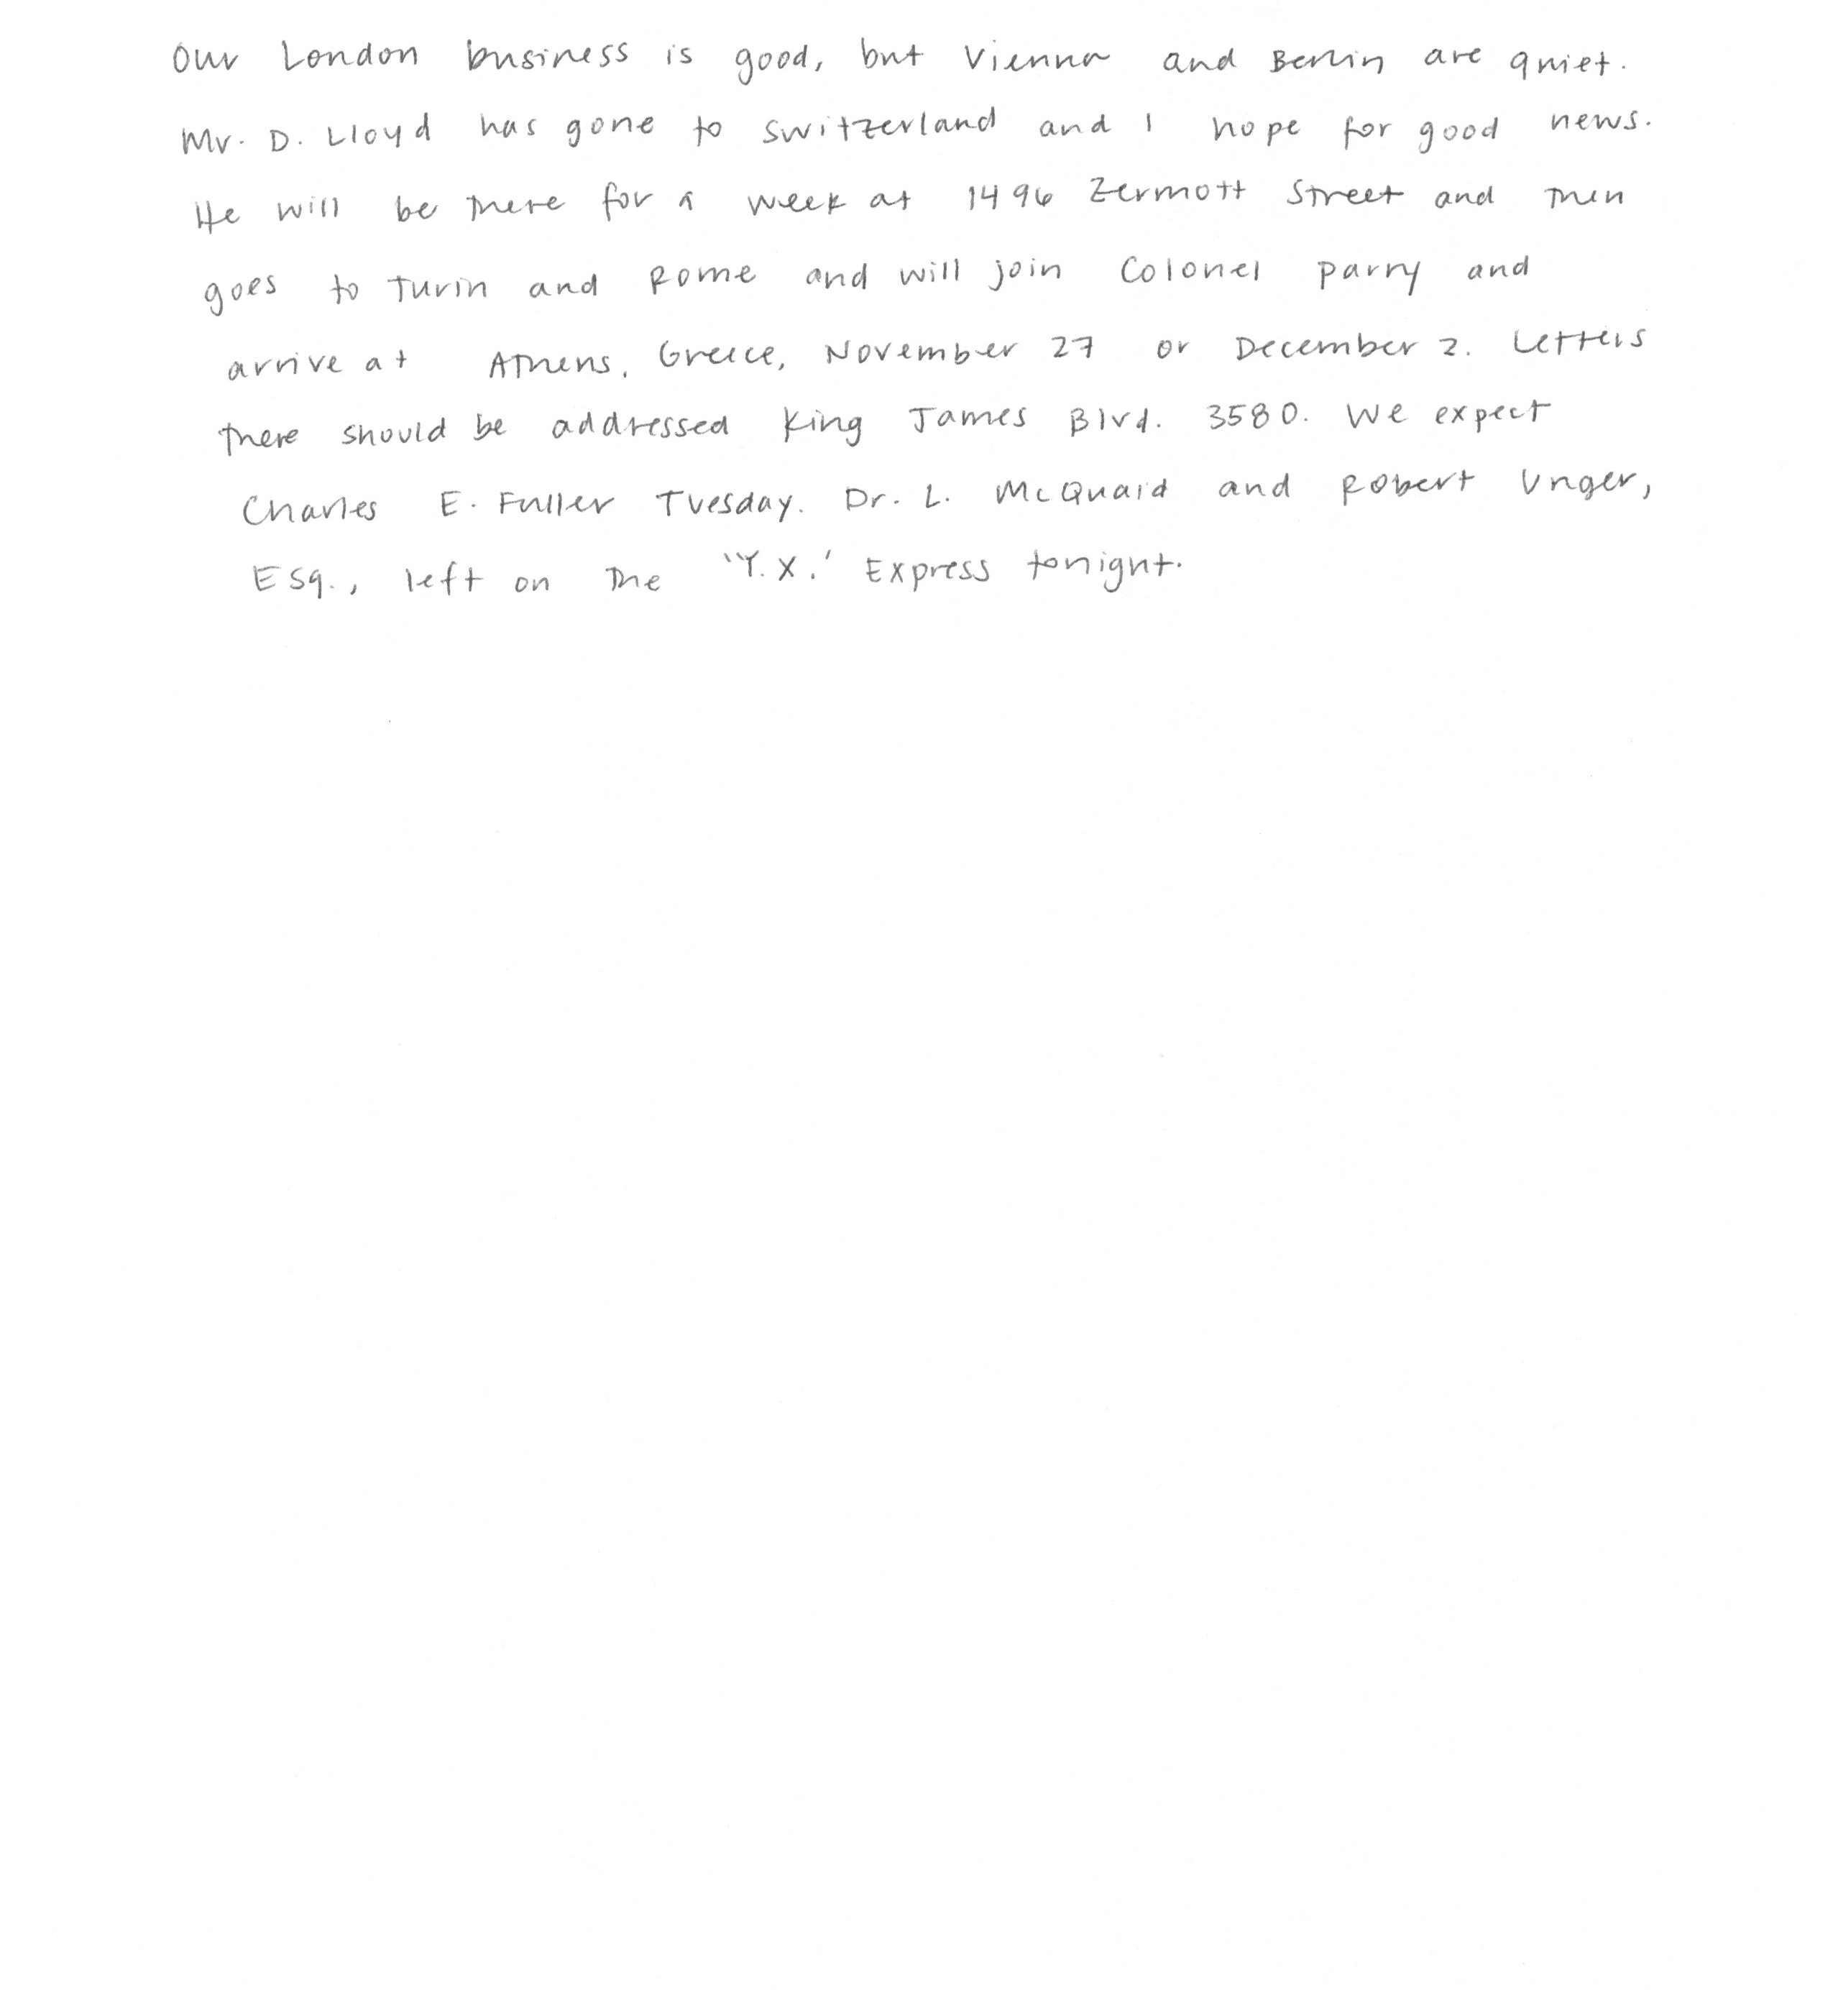 Our London business is good, but Vienna and Berlin are quiet.
Mr. D. Lloyd has gone to Switzerland and I hope for good news.
He will be there for a week at 1496 Zermott Street and then
goes to Turin and Rome and will join Colonel Parry and
arrive at Athens, Greece, November 27 or December 2. Letters
there should be addressed King James Blvd. 3580. We expect
Charles E. Fuller Tuesday. Dr. L. McQuaid and Robert Unger,
Esq., left on the "Y.X.' Express tonight.